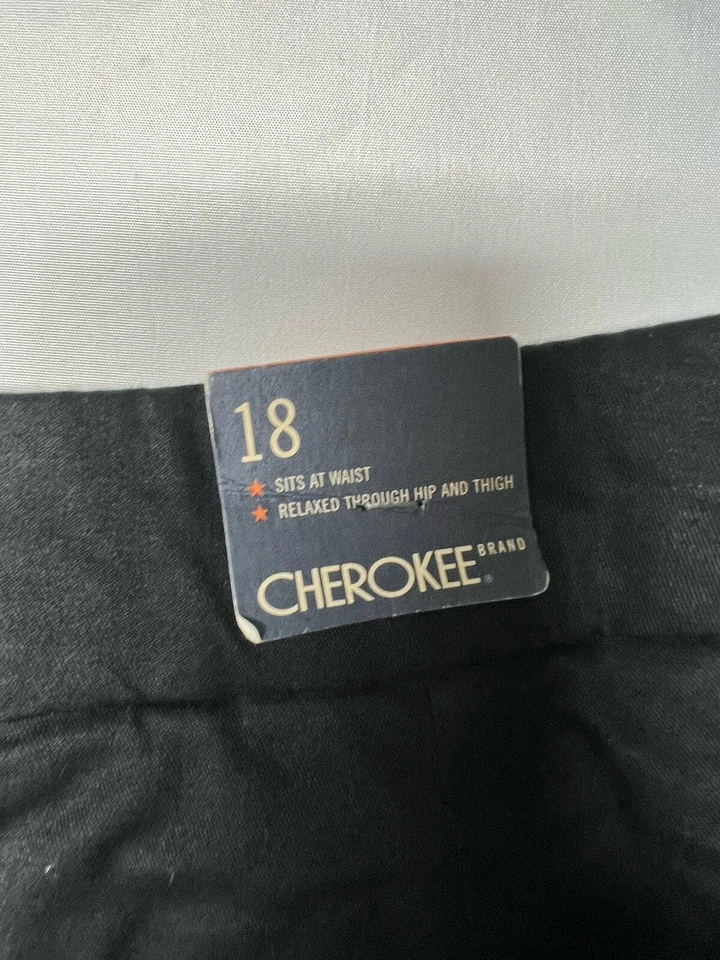 18
SITS AT WAIST
RELAXED THROUGH HIP AND THIGH
CHEROKEE BRAND ®